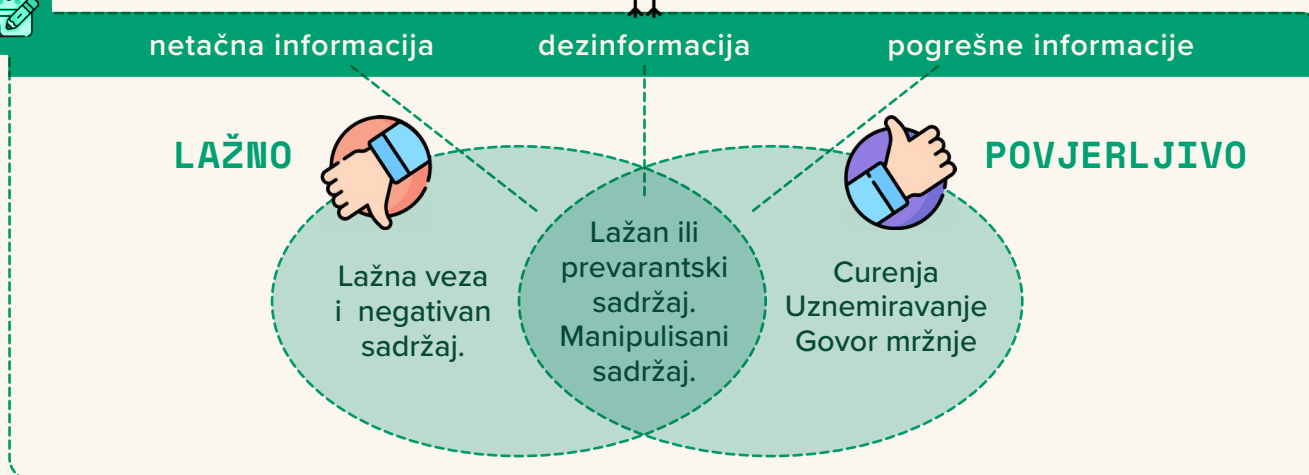 netačna informacija
dezinformacija
pogrešne informacije
LAŽNO
POVJERLJIVO
Lažna veza
i negativan
sadržaj.
Lažan ili
prevarantski
sadržaj.
Manipulisani
sadržaj.
Curenja
Uznemiravanje
Govor mržnje